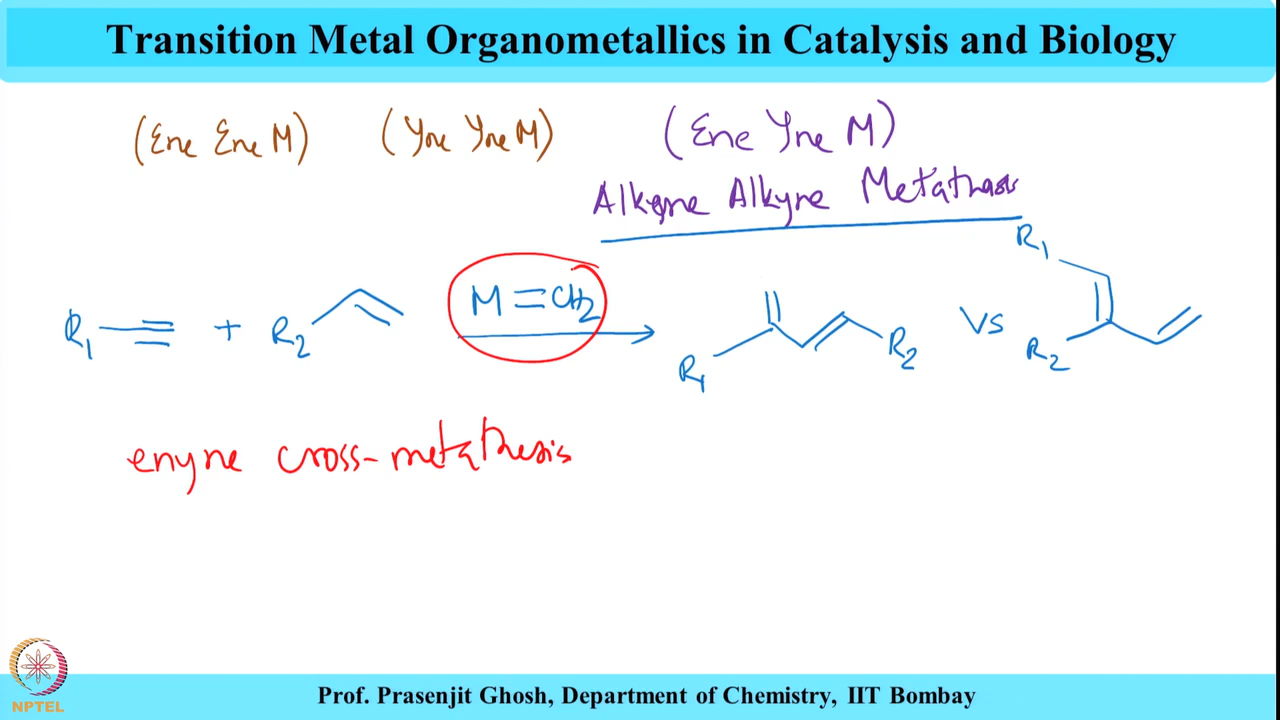 Transition Metal Organometallics in Catalysis and Biology
(Ene Ene M) (Yne Yne M) (Ene Yne M)
Alkene Alkyne Metathesis
R1 + R2 M=CH2 R1 R2 VS R1 R2
enyne cross-metathesis
NPTEL
Prof. Prasenjit Ghosh, Department of Chemistry, IIT Bombay